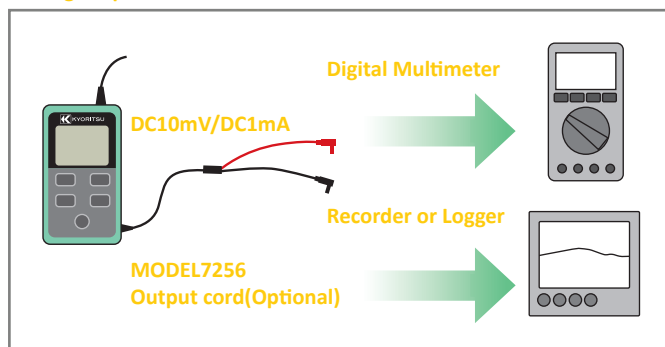 Digital Multimeter
KYORITSU
DC10mV/DC1mA
Recorder or Logger
MODEL7256
Output cord(Optional)